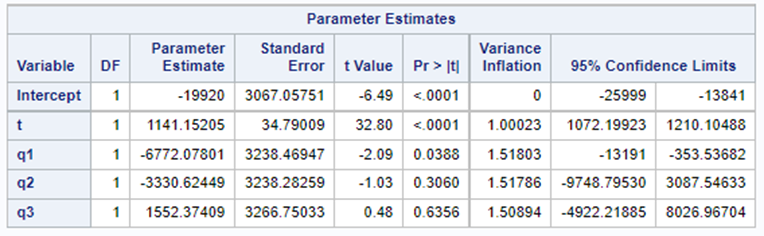 Parameter Estimates
Variable DF Parameter Estimate Standard Error t Value Pr > |t| Variance Inflation 95% Confidence Limits
Intercept 1 -19920 3067.05751 -6.49 <.0001 0 -25999 -13841
t 1 1141.15205 34.79009 32.80 <.0001 1.00023 1072.19923 1210.10488
q1 1 -6772.07801 3238.46947 -2.09 0.0388 1.51803 -13191 -353.53682
q2 1 -3330.62449 3238.28259 -1.03 0.3060 1.51786 -9748.79530 3087.54633
q3 1 1552.37409 3266.75033 0.48 0.6356 1.50894 -4922.21885 8026.96704